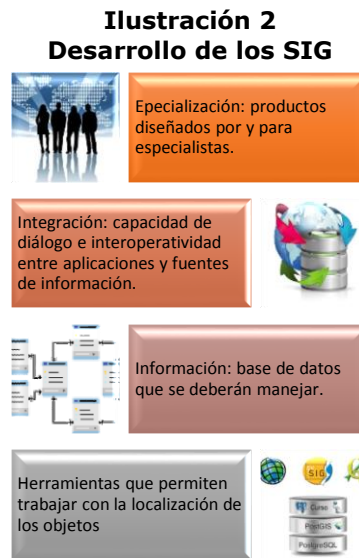 Ilustración 2
Desarrollo de los SIG
Epecialización: productos
diseñados por y para
especialistas.
Integración: capacidad de
diálogo e interoperatividad
entre aplicaciones y fuentes
de información.
Información: base de datos
que se deberán manejar.
Herramientas que permiten
trabajar con la localización de
los objetos
SIG
Curso
PostGIS
PostgreSQL